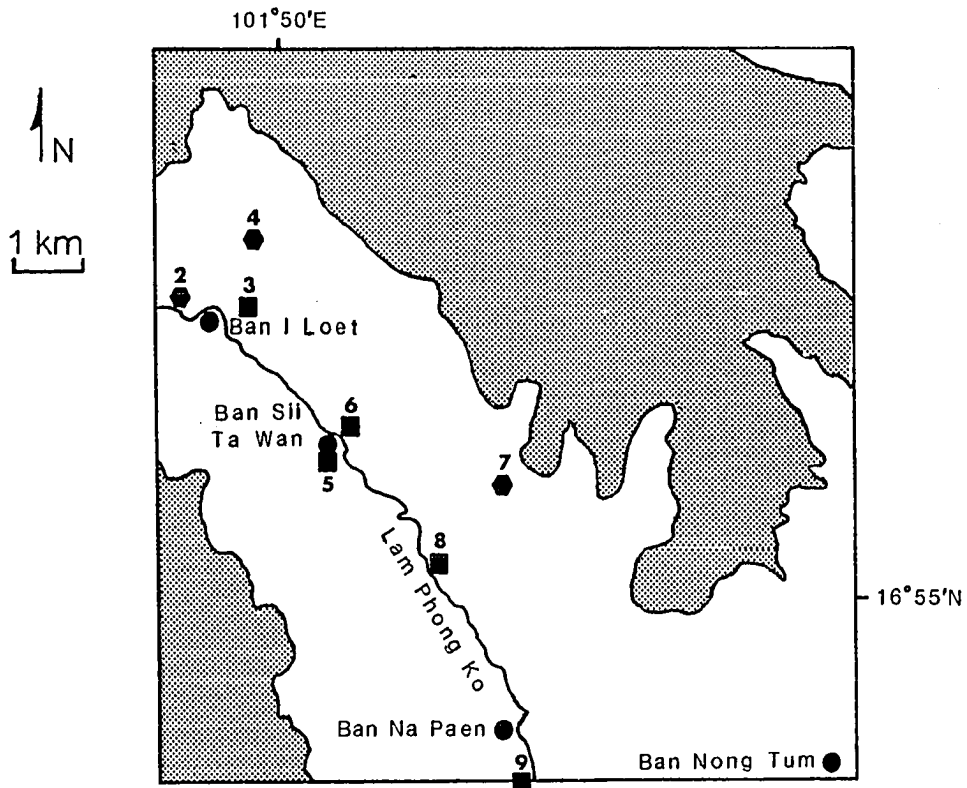 101°50′E
N
1 km
4
2
3
Ban I Loet
6
Ban Sii
Ta Wan
5
7
8
Lam Phong Ko
16°55′N
Ban Na Paen
Ban Nong Tum
9